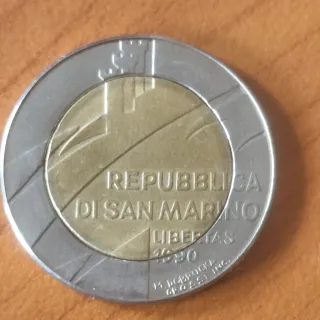 REPUBBLICA
DI SAN MARINO
LIBERTAS
1990